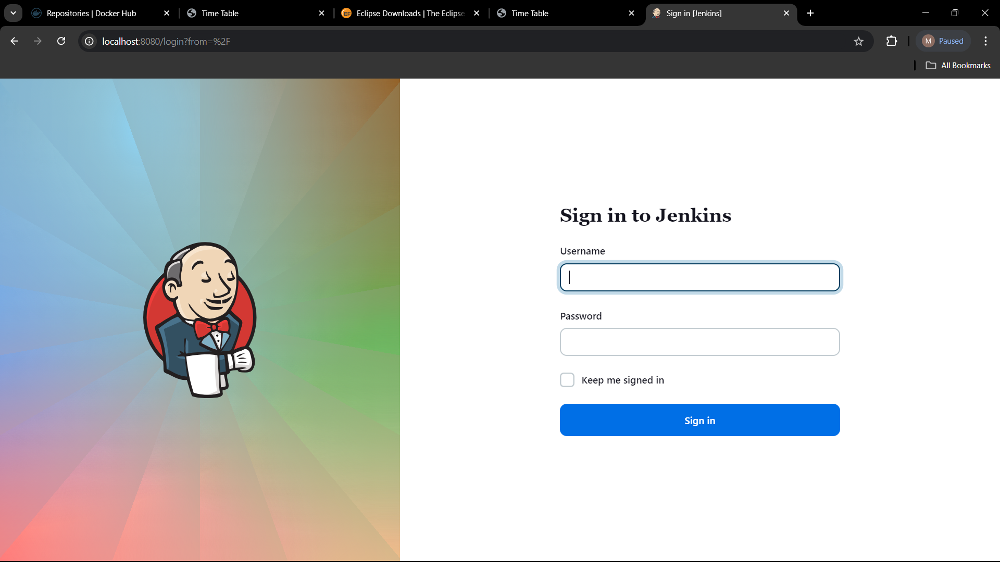 Repositories | Docker Hub
Time Table
Eclipse Downloads | The Eclipse
Time Table
Sign in [Jenkins]
localhost:8080/login?from=%2F
M Paused
All Bookmarks
Sign in to Jenkins
Username
Password
Keep me signed in
Sign in